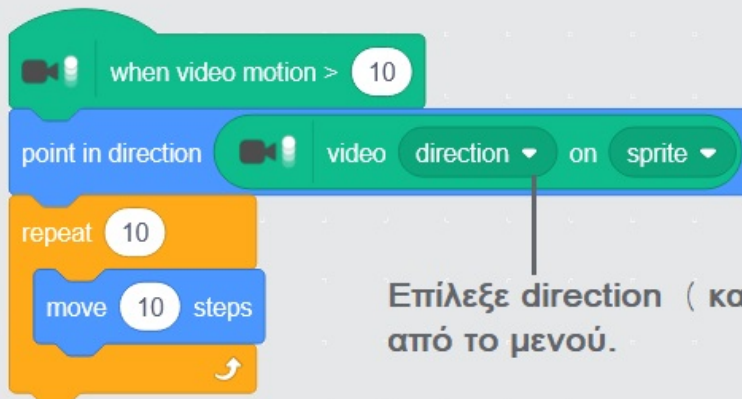 when video motion > 10
point in direction video direction on sprite
repeat 10
move 10 steps
Επίλεξε direction (
από το μενού.